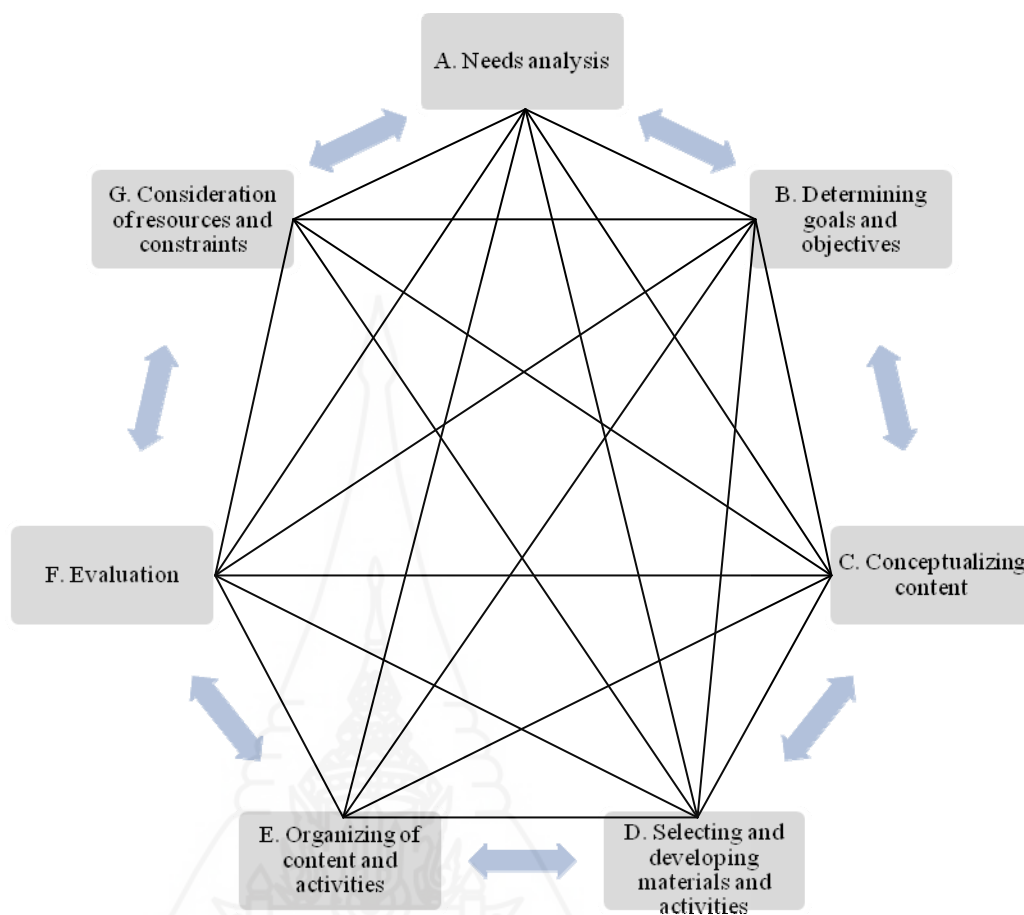 A. Needs analysis
B. Determining
goals and
objectives
C. Conceptualizing
content
D. Selecting and
developing
materials and
activities
E. Organizing of
content and
activities
F. Evaluation
G. Consideration
of resources and
constraints